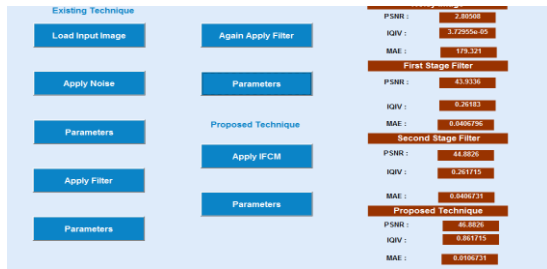 Existing Technique
Load Input Image
Apply Noise
Parameters
Apply Filter
Parameters
Again Apply Filter
Parameters
Proposed Technique
Apply IFCM
Parameters
PSNR : 2.80508
IQIV : 3.72955e-05
MAE : 179.321
First Stage Filter
PSNR : 43.9336
IQIV : 0.26183
MAE : 0.0406796
Second Stage Filter
PSNR : 44.8826
IQIV : 0.261715
MAE : 0.0406731
Proposed Technique
PSNR : 46.8826
IQIV : 0.861715
MAE : 0.0106731